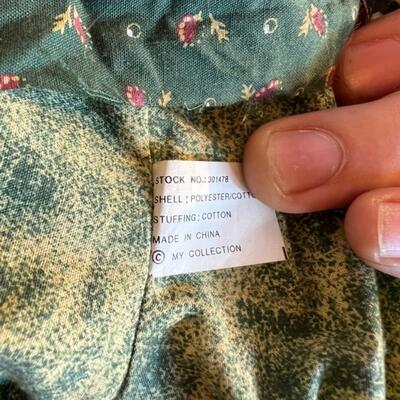 STOCK NO.: 301478
SHELL; POLYESTER/COTTO
STUFFING; COTTON
MADE IN CHINA
© MY COLLECTION